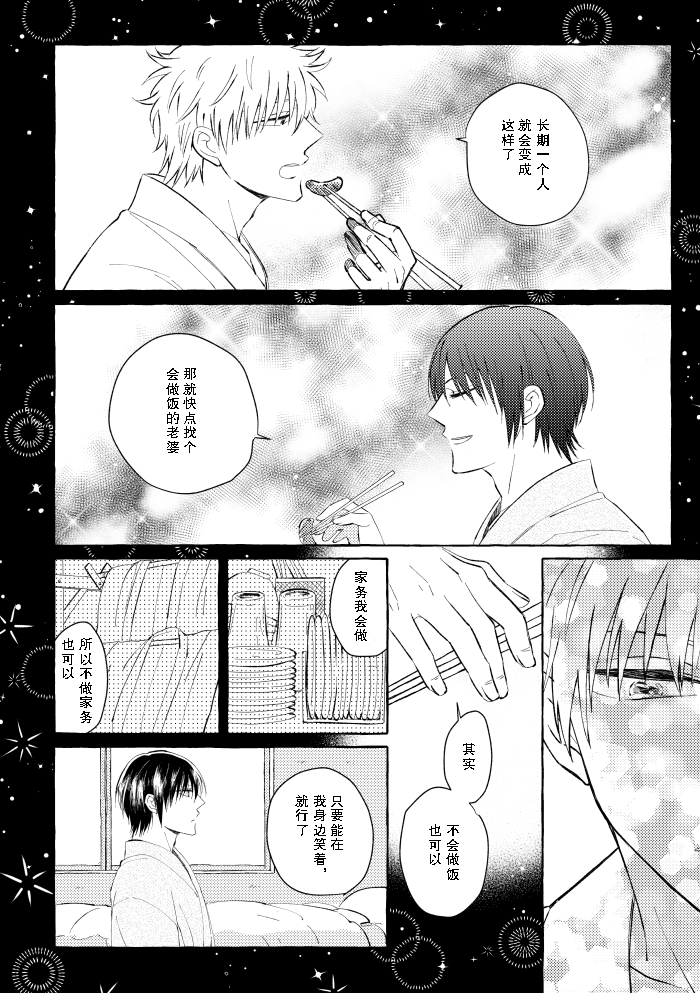 长期一个人
就会变成
这样了
那就快点找个
会做饭的老婆
其实
不会做饭
也可以
家务我会做
所以不做家务
也可以
只要能在
我身边笑着，
就行了